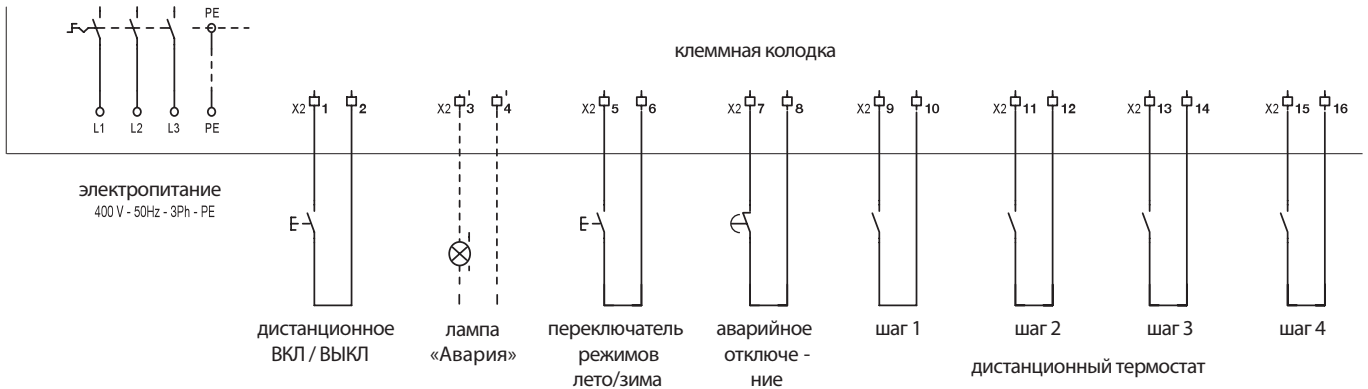 PE
клеммная колодка
X2 1 2 X2 3 4 X2 5 6 X2 7 8 X2 9 10 X2 11 12 X2 13 14 X2 15 16
L1 L2 L3 PE
электропитание
400 V - 50Hz - 3Ph - PE
дистанционное
ВКЛ / ВЫКЛ
лампа
«Авария»
переключатель
режимов
лето/зима
аварийное
отключе -
ние
шаг 1
шаг 2
шаг 3
шаг 4
дистанционный термостат